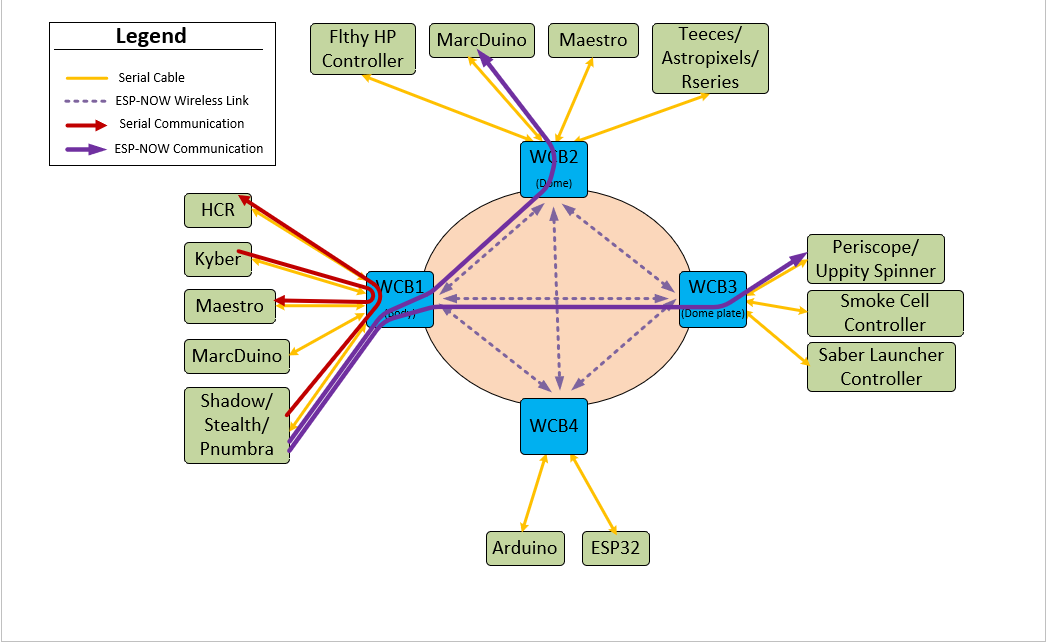 Legend
Serial Cable
ESP-NOW Wireless Link
Serial Communication
ESP-NOW Communication
Flthy HP
Controller
MarcDuino
Maestro
Teeces/
Astropixels/
Rseries
WCB2
(Dome)
HCR
Kyber
Maestro
MarcDuino
Shadow/
Stealth/
Pnumbra
WCB1
(Body)
WCB3
(Dome plate)
Periscope/
Uppity Spinner
Smoke Cell
Controller
Saber Launcher
Controller
WCB4
Arduino
ESP32